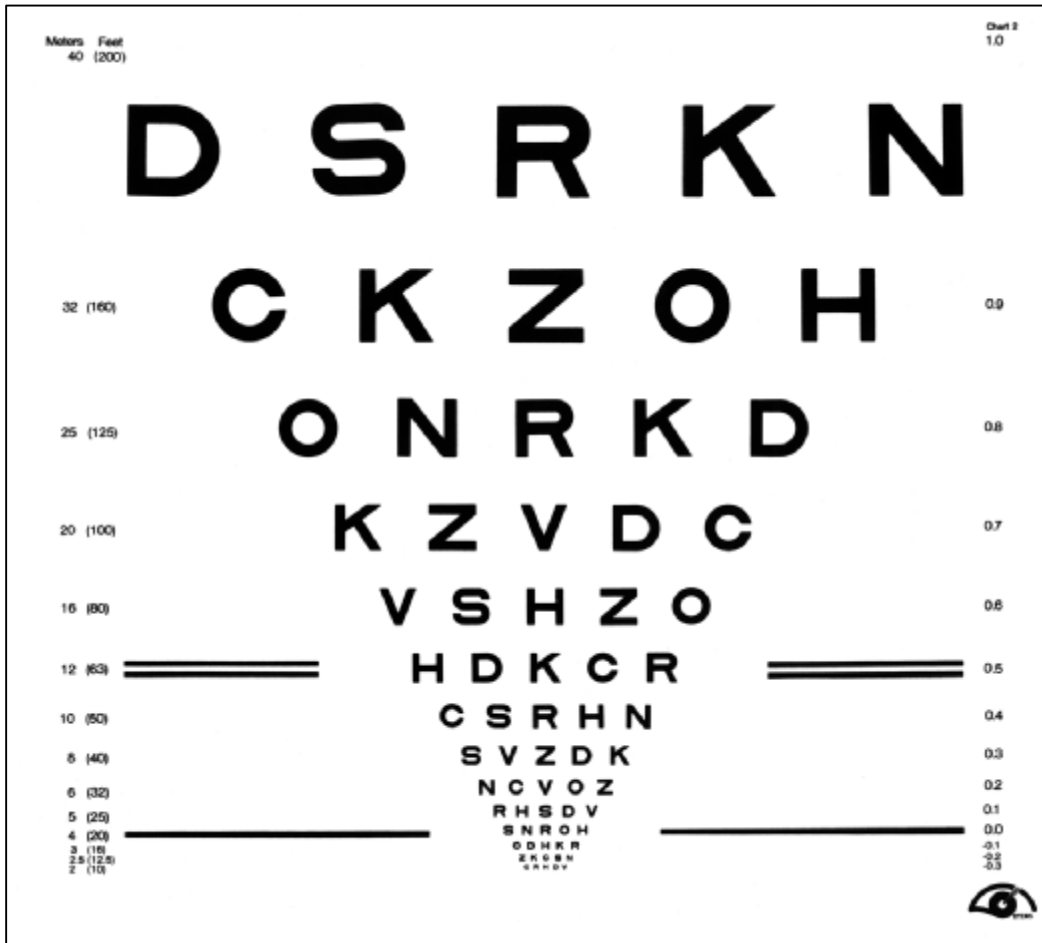 Meters Feet
40 (200)
Chart 2
1.0
D S R K N
32 (160) C K Z O H 0.9
25 (125) O N R K D 0.8
20 (100) K Z V D C 0.7
16 (80) V S H Z O 0.6
12 (63) H D K C R 0.5
10 (50) C S R H N 0.4
8 (40) S V Z D K 0.3
6 (32) N C V O Z 0.2
5 (25) R H S D V 0.1
4 (20) S N R O H 0.0
3 (16) O D H K R -0.1
2.5 (12.5) Z K C S N -0.2
2 (10) C R H D V -0.3